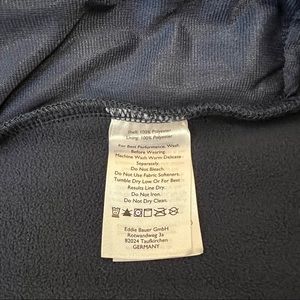 Shell: 100% Polyester
Lining: 100% Polyester
For Best Performance, Wash
Before Wearing.
Machine Wash Warm Delicate
Separately.
Do Not Bleach.
Do Not Use Fabric Softeners.
Tumble Dry Low Or For Best
Results Line Dry.
Do Not Iron.
Do Not Dry Clean.
Eddie Bauer GmbH
Rotwandweg 3a
82024 Taufkirchen
GERMANY